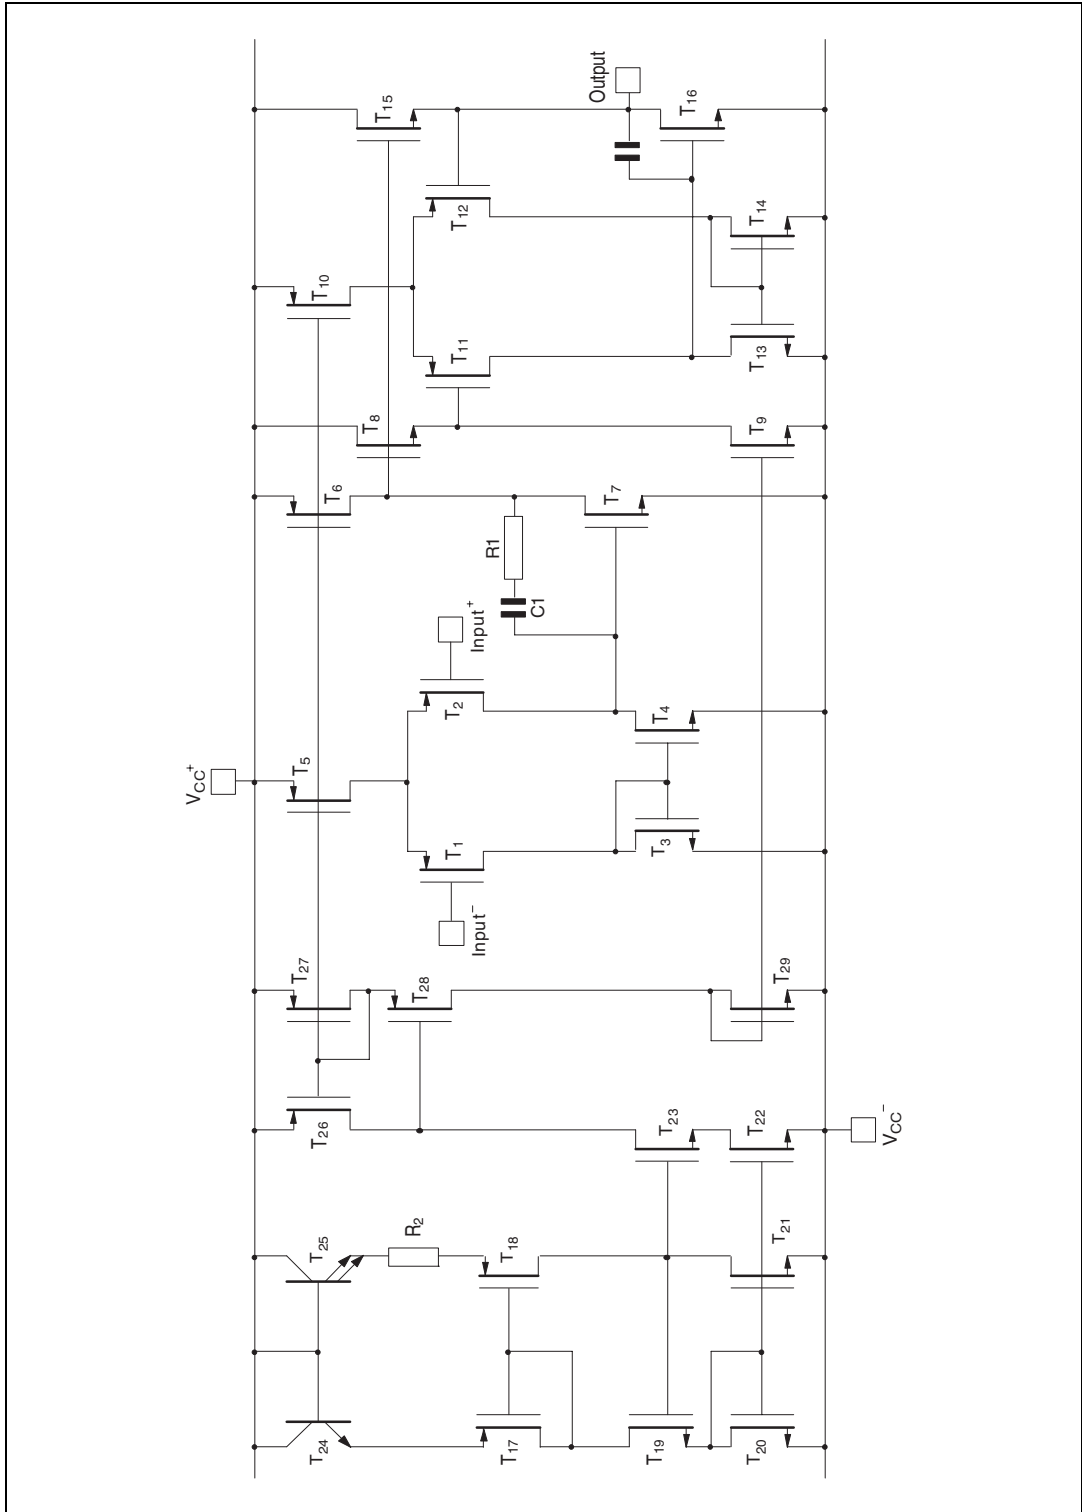 T15
Output
T16
T12
T14
T10
T11
T13
T8
T9
T6
T7
R1
C1
Input+
T2
T4
VCC+
T5
T1
T3
Input−
T27
T28
T29
T26
T23
T22
VCC−
T25
R2
T18
T21
T24
T17
T19
T20